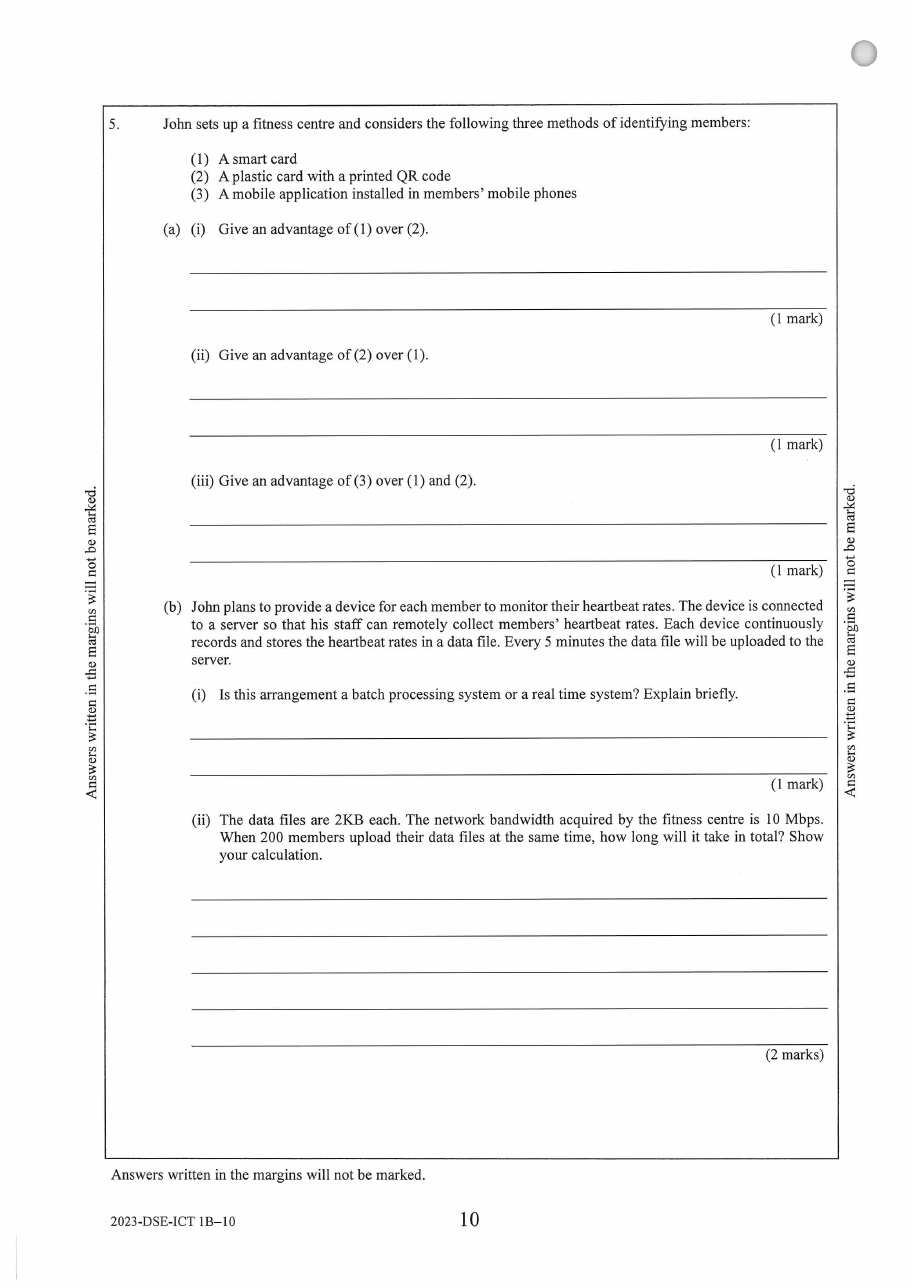 5. John sets up a fitness centre and considers the following three methods of identifying members:
(1) A smart card
(2) A plastic card with a printed QR code
(3) A mobile application installed in members' mobile phones
(a) (i) Give an advantage of (1) over (2).
(1 mark)
(ii) Give an advantage of (2) over (1).
(1 mark)
(iii) Give an advantage of (3) over (1) and (2).
(1 mark)
(b) John plans to provide a device for each member to monitor their heartbeat rates. The device is connected
to a server so that his staff can remotely collect members' heartbeat rates. Each device continuously
records and stores the heartbeat rates in a data file. Every 5 minutes the data file will be uploaded to the
server.
(i) Is this arrangement a batch processing system or a real time system? Explain briefly.
(1 mark)
(ii) The data files are 2KB each. The network bandwidth acquired by the fitness centre is 10 Mbps.
When 200 members upload their data files at the same time, how long will it take in total? Show
your calculation.
(2 marks)
Answers written in the margins will not be marked.
Answers written in the margins will not be marked.
Answers written in the margins will not be marked.
2023-DSE-ICT 1B–10
10